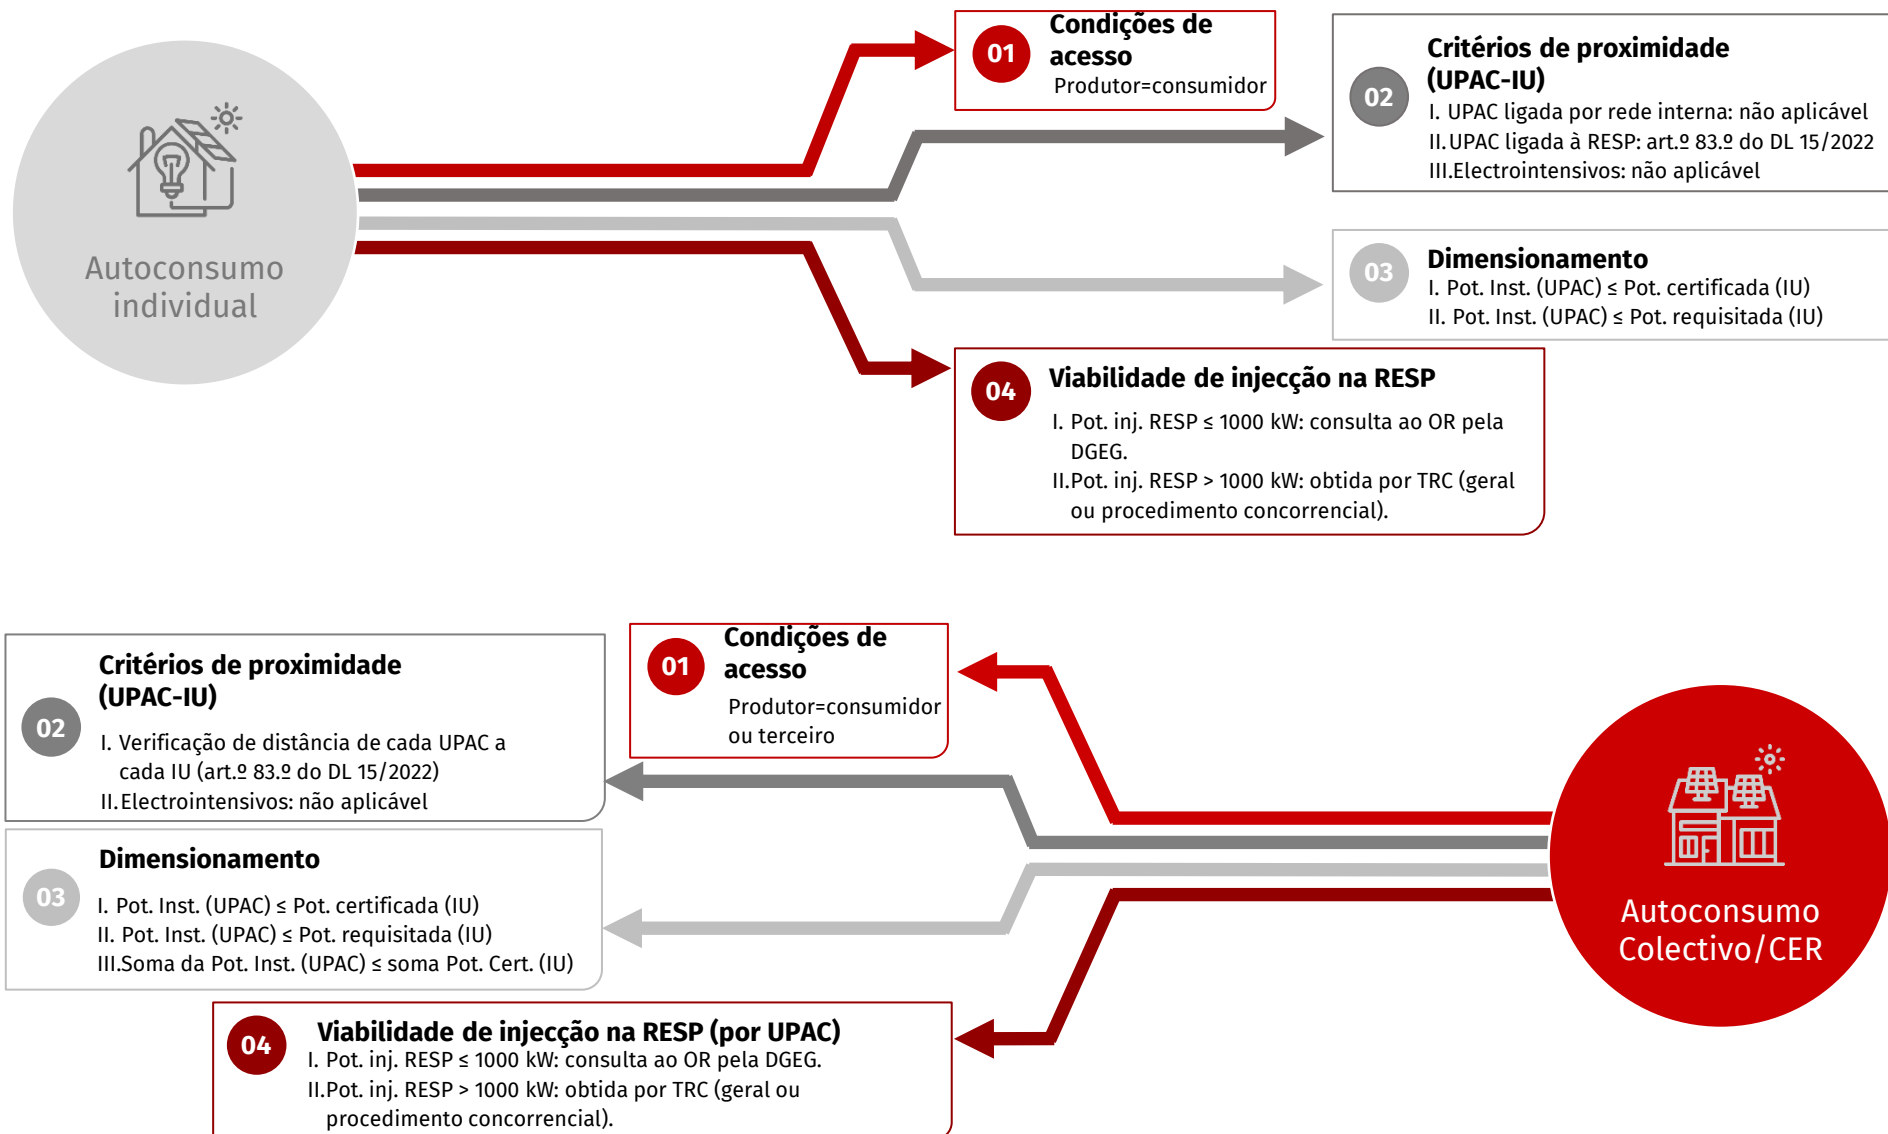 Autoconsumo
individual
01
Condições de
acesso
Produtor=consumidor
02
Critérios de proximidade
(UPAC-IU)
I. UPAC ligada por rede interna: não aplicável
II.UPAC ligada à RESP: art.º 83.º do DL 15/2022
III.Electrointensivos: não aplicável
03
Dimensionamento
I. Pot. Inst. (UPAC) ≤ Pot. certificada (IU)
II. Pot. Inst. (UPAC) ≤ Pot. requisitada (IU)
04
Viabilidade de injecção na RESP
I. Pot. inj. RESP ≤ 1000 kW: consulta ao OR pela
DGEG.
II.Pot. inj. RESP > 1000 kW: obtida por TRC (geral
ou procedimento concorrencial).
Autoconsumo
Colectivo/CER
01
Condições de
acesso
Produtor=consumidor
ou terceiro
02
Critérios de proximidade
(UPAC-IU)
I. Verificação de distância de cada UPAC a
cada IU (art.º 83.º do DL 15/2022)
II.Electrointensivos: não aplicável
03
Dimensionamento
I. Pot. Inst. (UPAC) ≤ Pot. certificada (IU)
II. Pot. Inst. (UPAC) ≤ Pot. requisitada (IU)
III.Soma da Pot. Inst. (UPAC) ≤ soma Pot. Cert. (IU)
04
Viabilidade de injecção na RESP (por UPAC)
I. Pot. inj. RESP ≤ 1000 kW: consulta ao OR pela DGEG.
II.Pot. inj. RESP > 1000 kW: obtida por TRC (geral ou
procedimento concorrencial).